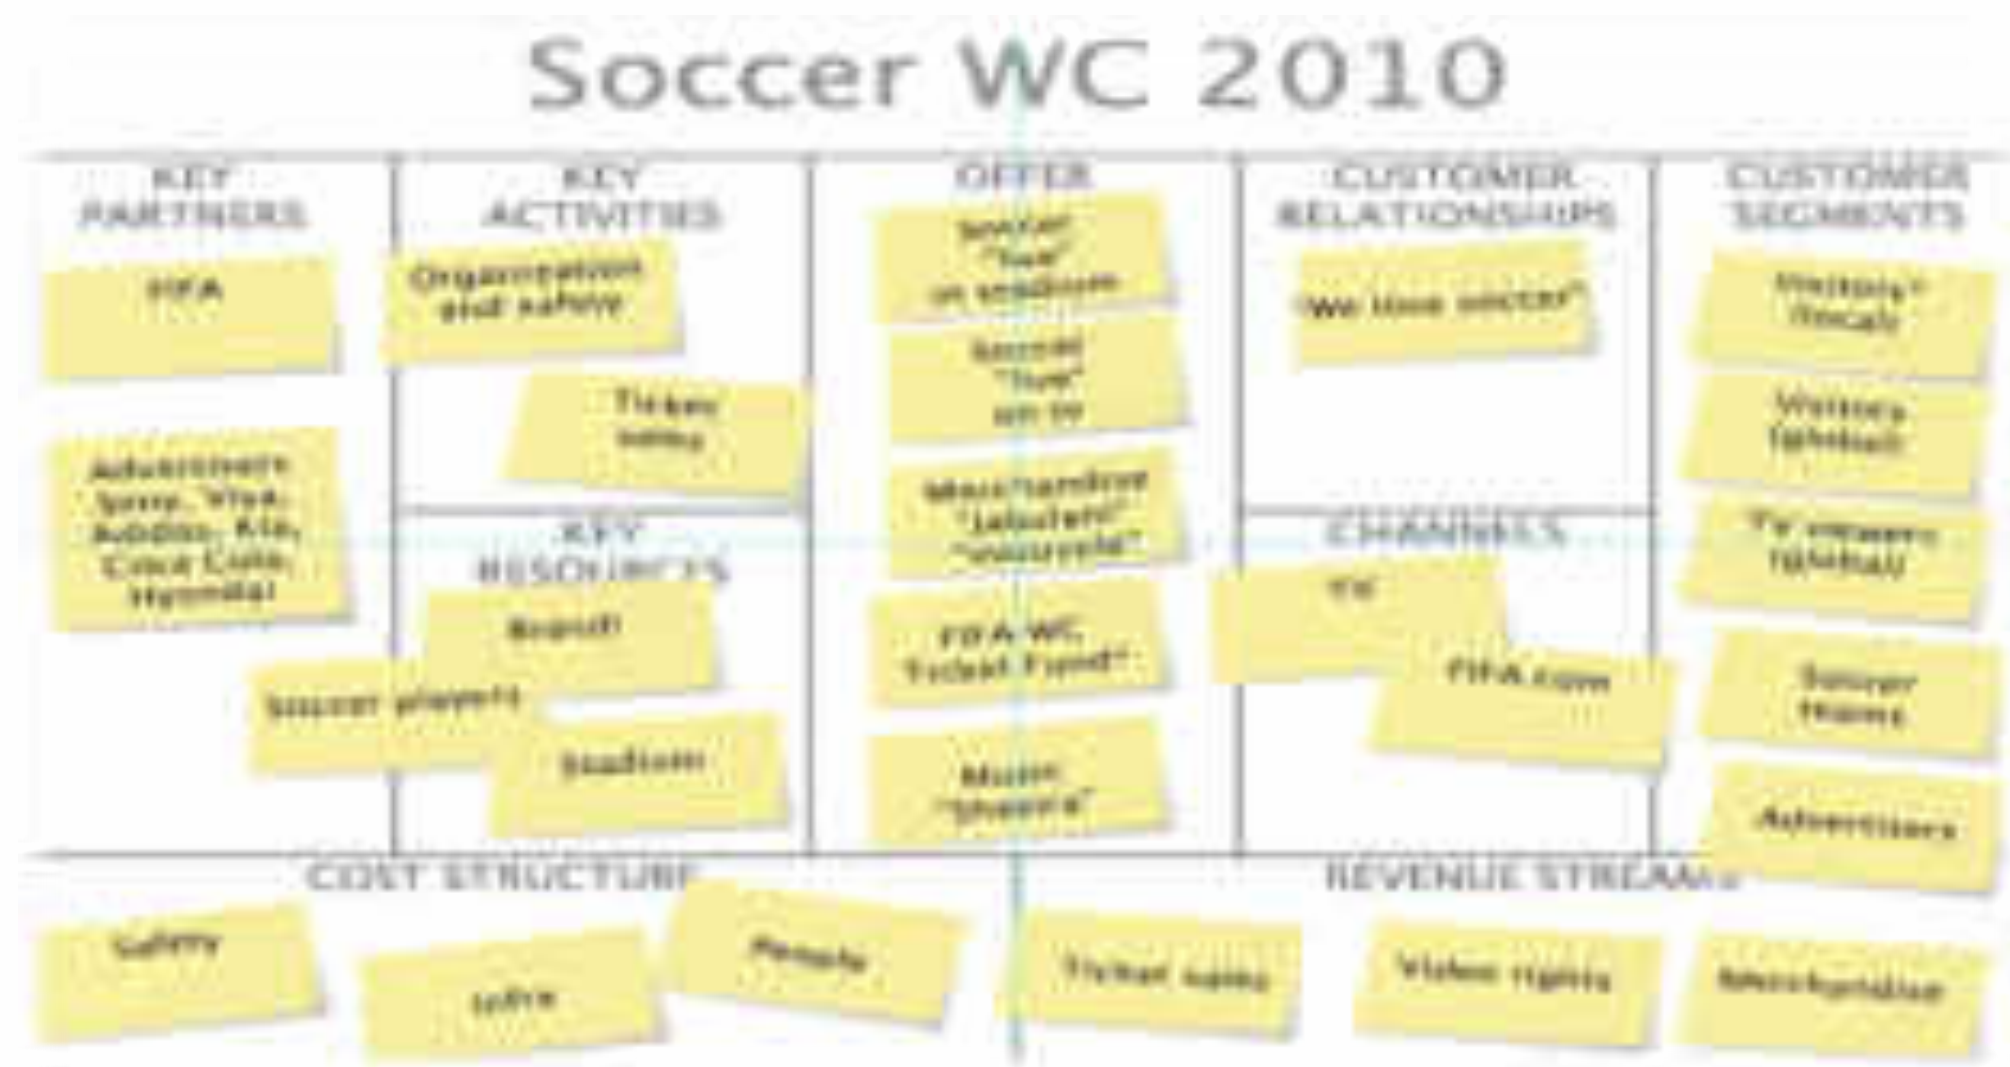 Soccer WC 2010
KEY
PARTNERS
FIFA
Advertisers
Sony, Visa,
Adidas, Kia,
Coca Cola,
Hyundai
KEY
ACTIVITIES
Organization
and safety
Ticket
sales
KEY
RESOURCES
Brand!
Soccer players
Stadium
OFFER
Soccer
"live"
in stadium
Soccer
"live"
on tv
Merchandise
"Jabulani"
FIFA WC
Ticket Fund"
Music
"Shakira"
CUSTOMER
RELATIONSHIPS
"We love soccer"
CHANNELS
TV
FIFA.com
CUSTOMER
SEGMENTS
Visitors
(local)
Visitors
(global)
TV viewers
(global)
Soccer
teams
Advertisers
COST STRUCTURE
Safety
Infra
People
REVENUE STREAMS
Ticket sales
Video rights
Merchandise